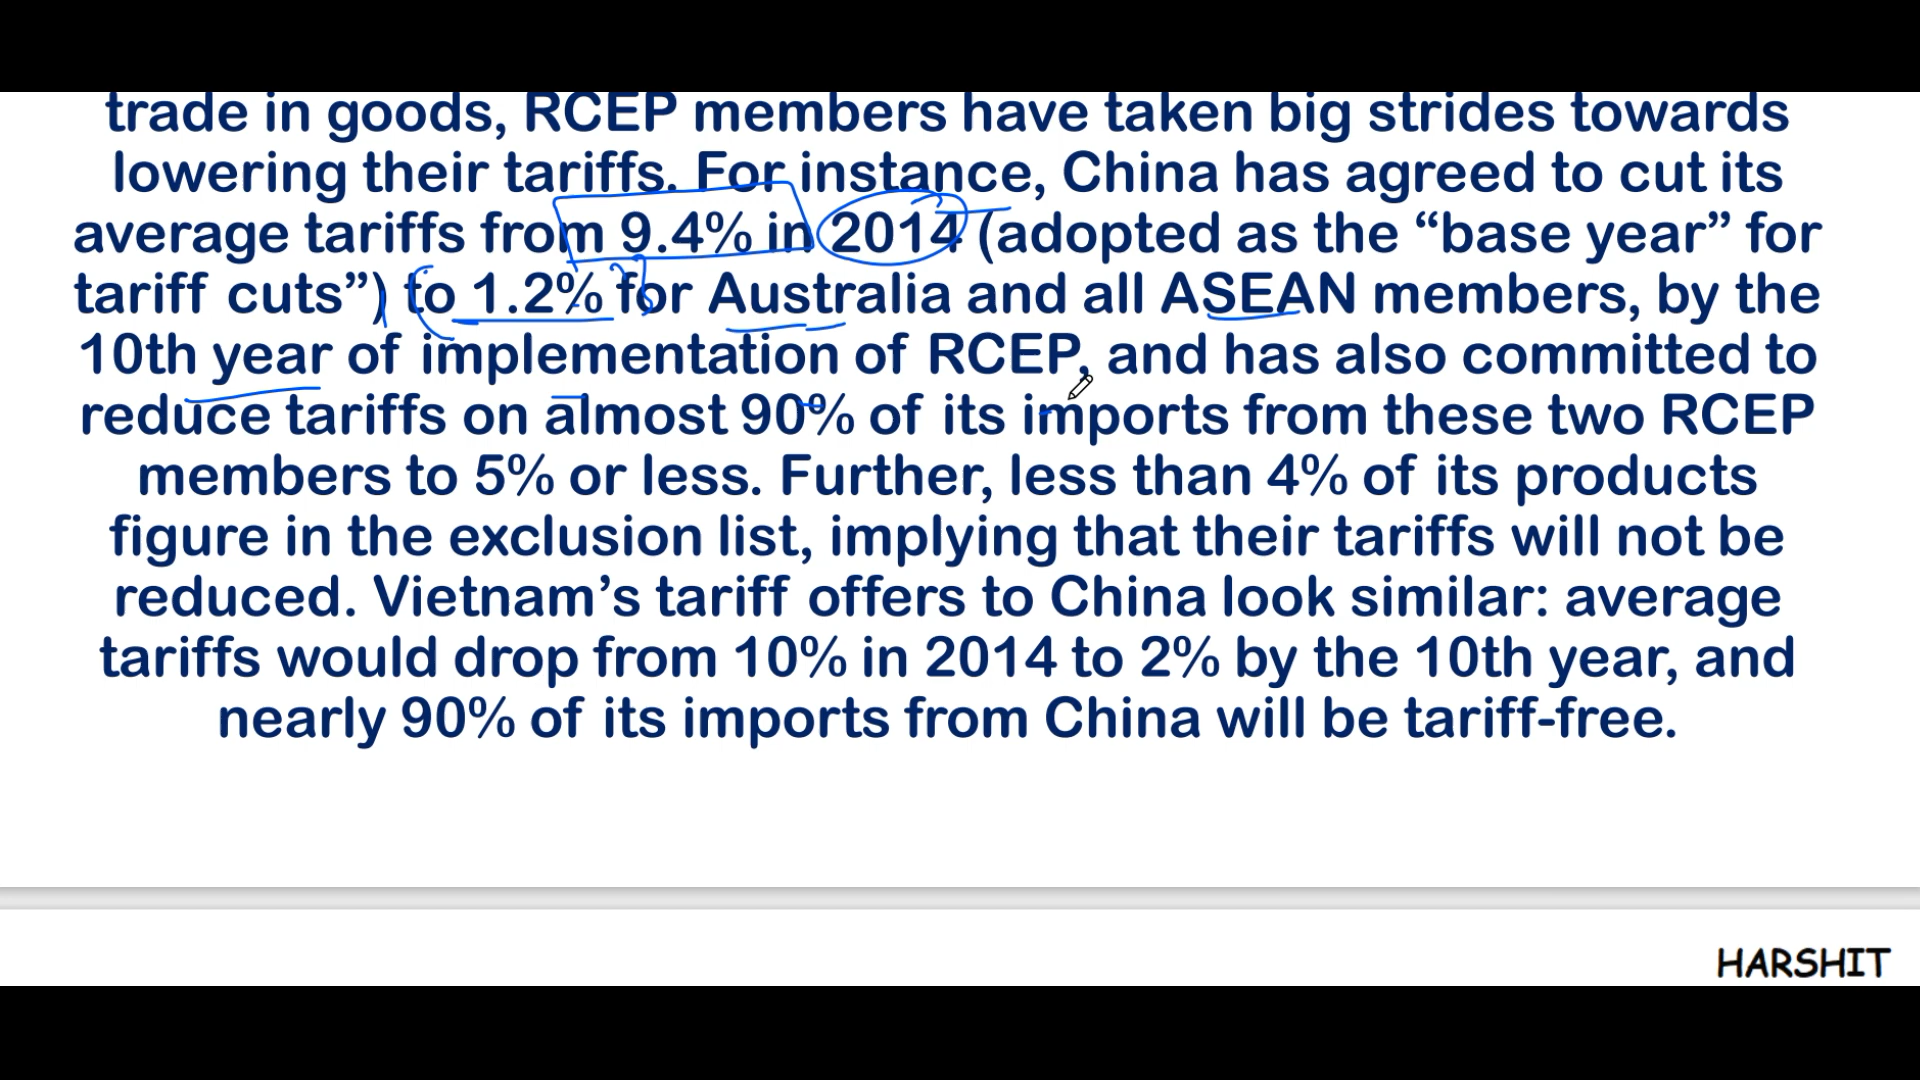 trade in goods, RCEP members have taken big strides towards
lowering their tariffs. For instance, China has agreed to cut its
average tariffs from 9.4% in 2014 (adopted as the “base year” for
tariff cuts”) to 1.2% for Australia and all ASEAN members, by the
10th year of implementation of RCEP, and has also committed to
reduce tariffs on almost 90% of its imports from these two RCEP
members to 5% or less. Further, less than 4% of its products
figure in the exclusion list, implying that their tariffs will not be
reduced. Vietnam’s tariff offers to China look similar: average
tariffs would drop from 10% in 2014 to 2% by the 10th year, and
nearly 90% of its imports from China will be tariff-free.
HARSHIT